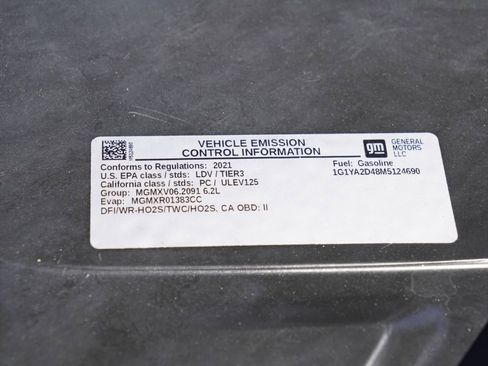 VEHICLE EMISSION
CONTROL INFORMATION
gm
GENERAL
MOTORS
LLC
Conforms to Regulations: 2021
Fuel: Gasoline
U.S. EPA class / stds: LDV / TIER3
1G1YA2D48M5124690
California class / stds: PC / ULEV125
Group: MGMXV06.2091 6.2L
Evap: MGMXR01383CC
DFI/WR-HO2S/TWC/HO2S, CA OBD: II